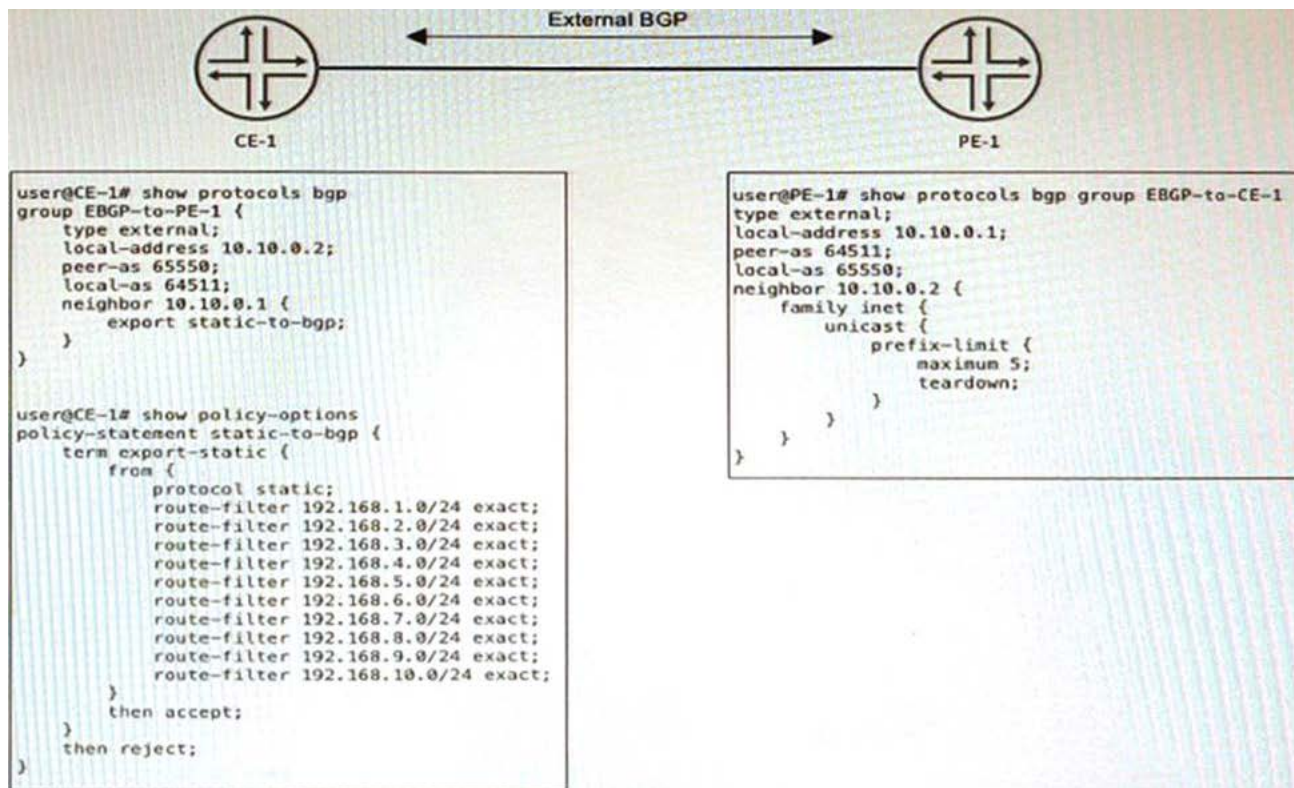 External BGP
CE-1
PE-1
user@CE-1# show protocols bgp
group EBGP-to-PE-1 {
    type external;
    local-address 10.10.0.2;
    peer-as 65550;
    local-as 64511;
    neighbor 10.10.0.1 {
        export static-to-bgp;
    }
}
user@CE-1# show policy-options
policy-statement static-to-bgp {
    term export-static {
        from {
            protocol static;
            route-filter 192.168.1.0/24 exact;
            route-filter 192.168.2.0/24 exact;
            route-filter 192.168.3.0/24 exact;
            route-filter 192.168.4.0/24 exact;
            route-filter 192.168.5.0/24 exact;
            route-filter 192.168.6.0/24 exact;
            route-filter 192.168.7.0/24 exact;
            route-filter 192.168.8.0/24 exact;
            route-filter 192.168.9.0/24 exact;
            route-filter 192.168.10.0/24 exact;
        }
        then accept;
    }
    then reject;
}
user@PE-1# show protocols bgp group EBGP-to-CE-1
type external;
local-address 10.10.0.1;
peer-as 64511;
local-as 65550;
neighbor 10.10.0.2 {
    family inet {
        unicast {
            prefix-limit {
                maximum 5;
                teardown;
            }
        }
    }
}